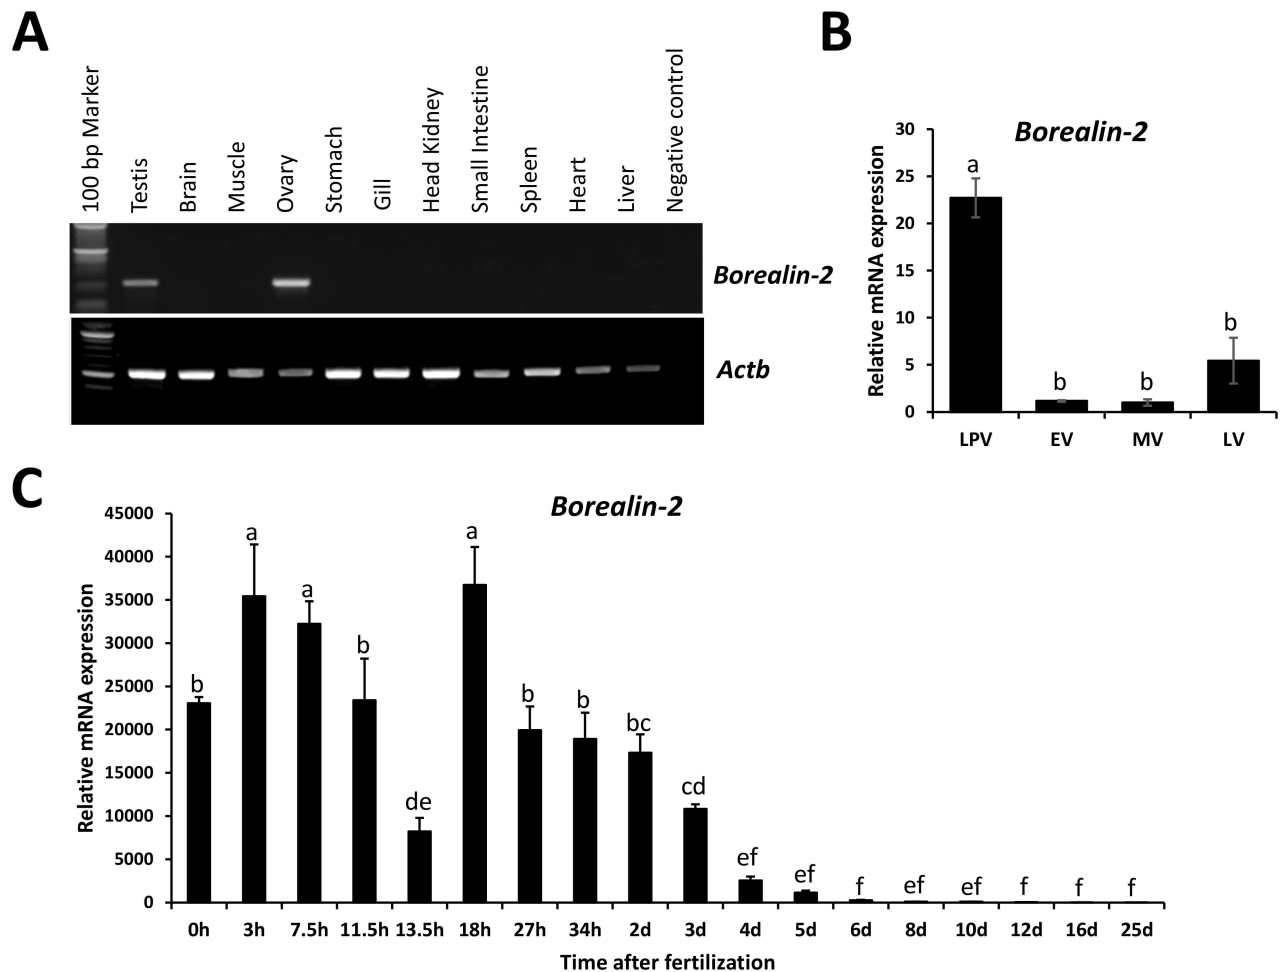 A
100 bp Marker
Testis
Brain
Muscle
Ovary
Stomach
Gill
Head Kidney
Small Intestine
Spleen
Heart
Liver
Negative control
Borealin-2
Actb
B
Borealin-2
Relative mRNA expression
30
25
20
15
10
5
0
a
b
b
b
LPV EV MV LV
C
Borealin-2
Relative mRNA expression
45000
40000
35000
30000
25000
20000
15000
10000
5000
0
b a a b de a b b bc cd ef ef f ef ef f f f
0h 3h 7.5h 11.5h 13.5h 18h 27h 34h 2d 3d 4d 5d 6d 8d 10d 12d 16d 25d
Time after fertilization